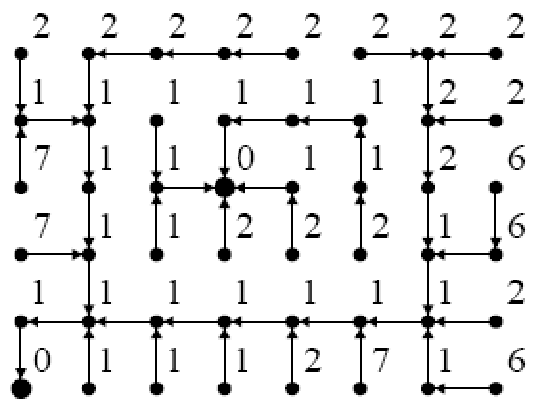 2 2 2 2 2 2 2 2
1 1 1 1 1 1 2 2
7 1 1 0 1 1 2 6
7 1 1 2 2 2 1 6
1 1 1 1 1 1 1 2
0 1 1 1 2 7 1 6